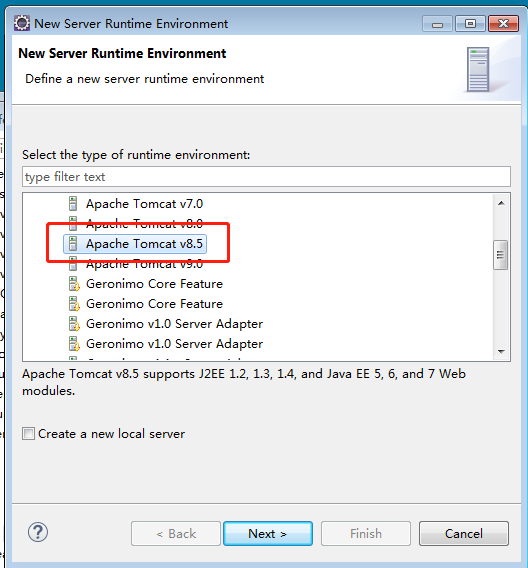 New Server Runtime Environment
New Server Runtime Environment
Define a new server runtime environment
Select the type of runtime environment:
type filter text
Apache Tomcat v7.0
Apache Tomcat v8.0
Apache Tomcat v8.5
Apache Tomcat v9.0
Geronimo Core Feature
Geronimo Core Feature
Geronimo v1.0 Server Adapter
Geronimo v1.0 Server Adapter
Apache Tomcat v8.5 supports J2EE 1.2, 1.3, 1.4, and Java EE 5, 6, and 7 Web
modules.
Create a new local server
?
< Back
Next >
Finish
Cancel